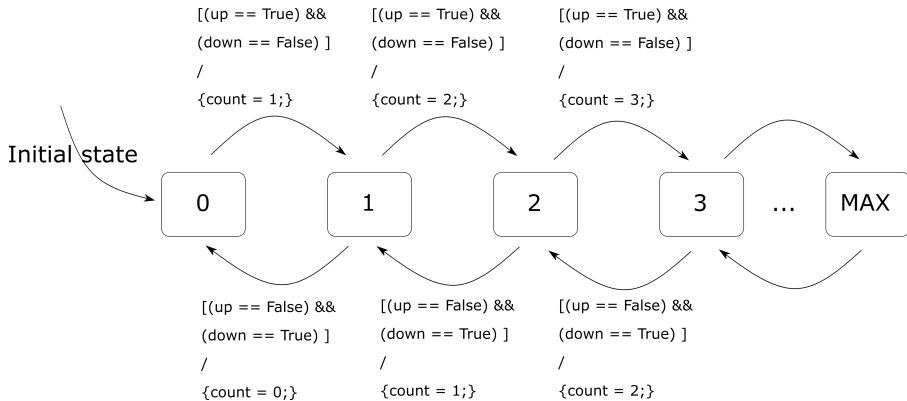 [(up == True) &&
(down == False) ]
/
{count = 1;}
[(up == True) &&
(down == False) ]
/
{count = 2;}
[(up == True) &&
(down == False) ]
/
{count = 3;}
Initial state
0
1
2
3
...
MAX
[(up == False) &&
(down == True) ]
/
{count = 0;}
[(up == False) &&
(down == True) ]
/
{count = 1;}
[(up == False) &&
(down == True) ]
/
{count = 2;}